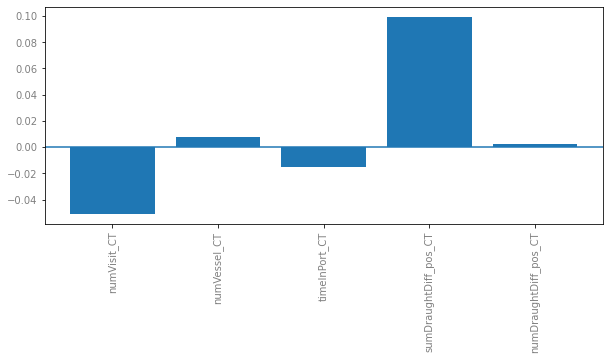 0.10
0.08
0.06
0.04
0.02
0.00
−0.02
−0.04
numVisit_CT
numVessel_CT
timeInPort_CT
sumDraughtDiff_pos_CT
numDraughtDiff_pos_CT